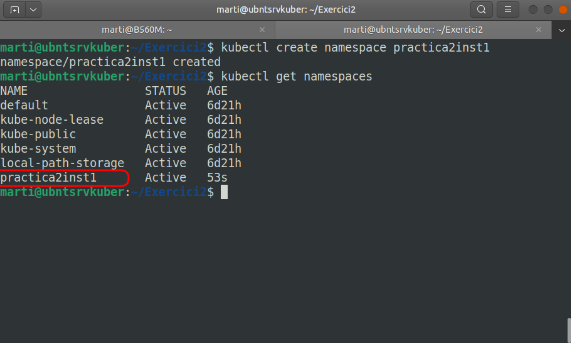 marti@ubntsrvkuber: ~/Exercici2
marti@BS60M: ~
marti@ubntsrvkuber: ~/Exercici2
marti@ubntsrvkuber:~/Exercici2$ kubectl create namespace practica2inst1
namespace/practica2inst1 created
marti@ubntsrvkuber:~/Exercici2$ kubectl get namespaces
NAME STATUS AGE
default Active 6d21h
kube-node-lease Active 6d21h
kube-public Active 6d21h
kube-system Active 6d21h
local-path-storage Active 6d21h
practica2inst1 Active 53s
marti@ubntsrvkuber:~/Exercici2$